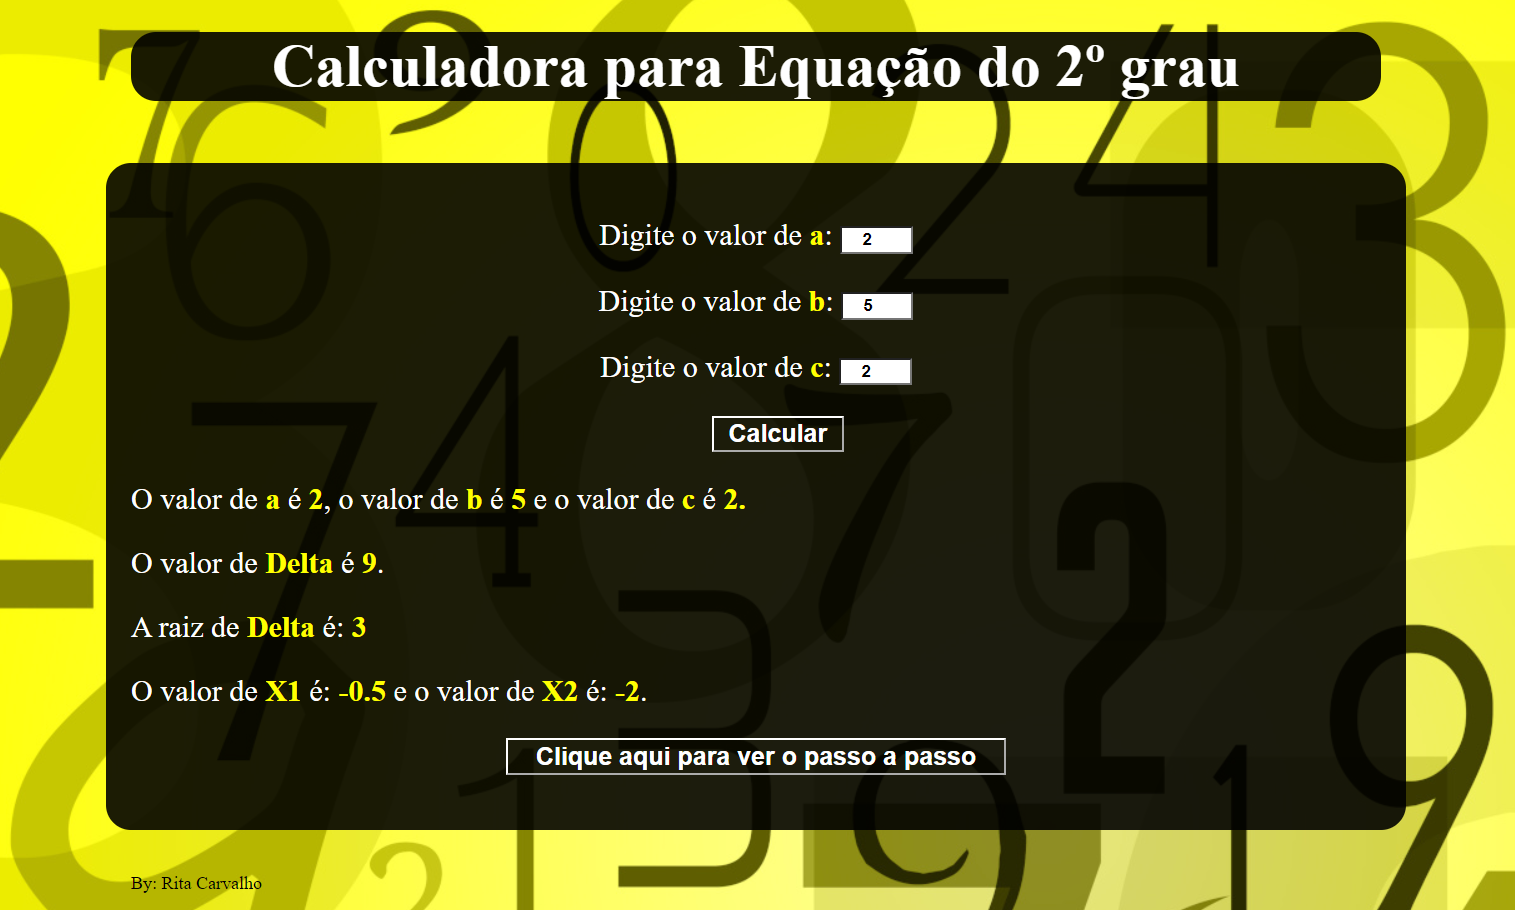 Calculadora para Equação do 2º grau
Digite o valor de a: 2
Digite o valor de b: 5
Digite o valor de c: 2
Calcular
O valor de a é 2, o valor de b é 5 e o valor de c é 2.
O valor de Delta é 9.
A raiz de Delta é: 3
O valor de X1 é: -0.5 e o valor de X2 é: -2.
Clique aqui para ver o passo a passo
By: Rita Carvalho